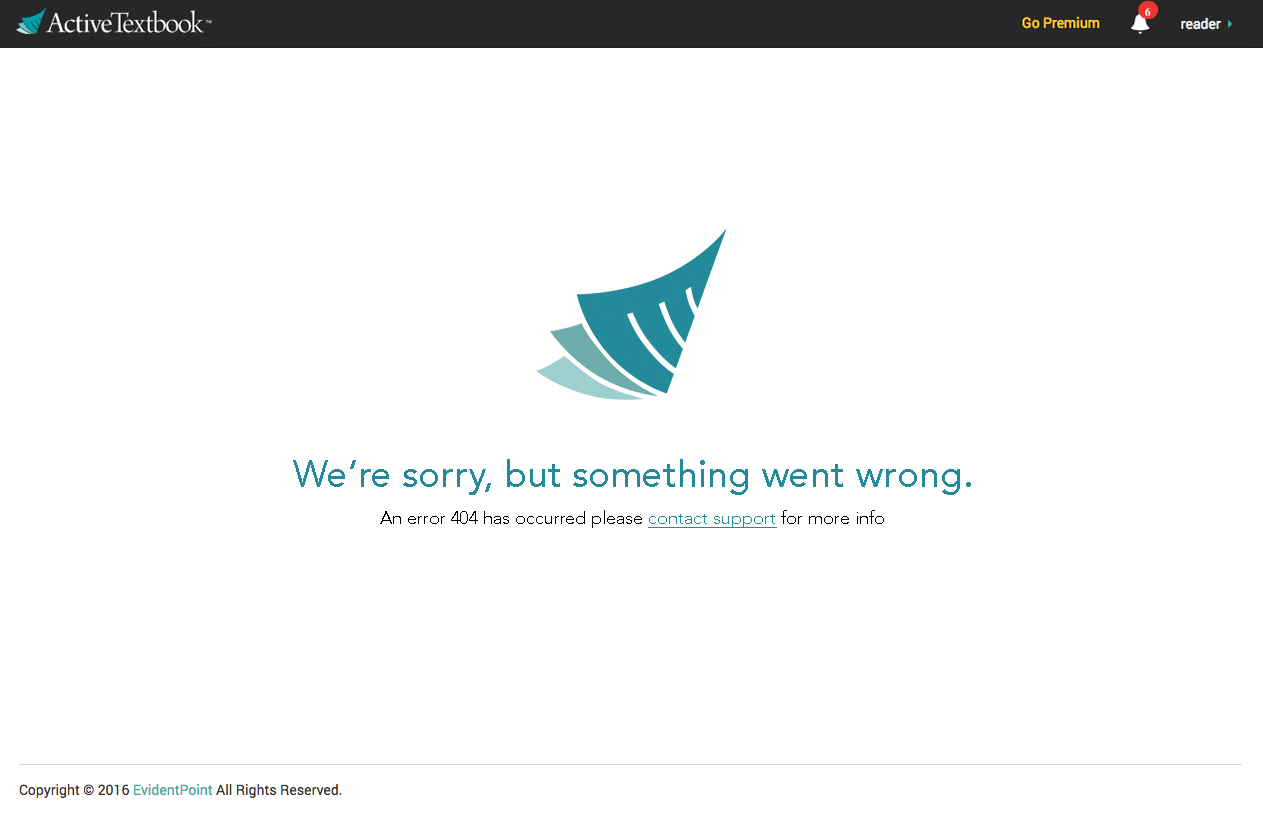 ActiveTextbook™
Go Premium
6
reader
We're sorry, but something went wrong.
An error 404 has occurred please contact support for more info
Copyright © 2016 EvidentPoint All Rights Reserved.